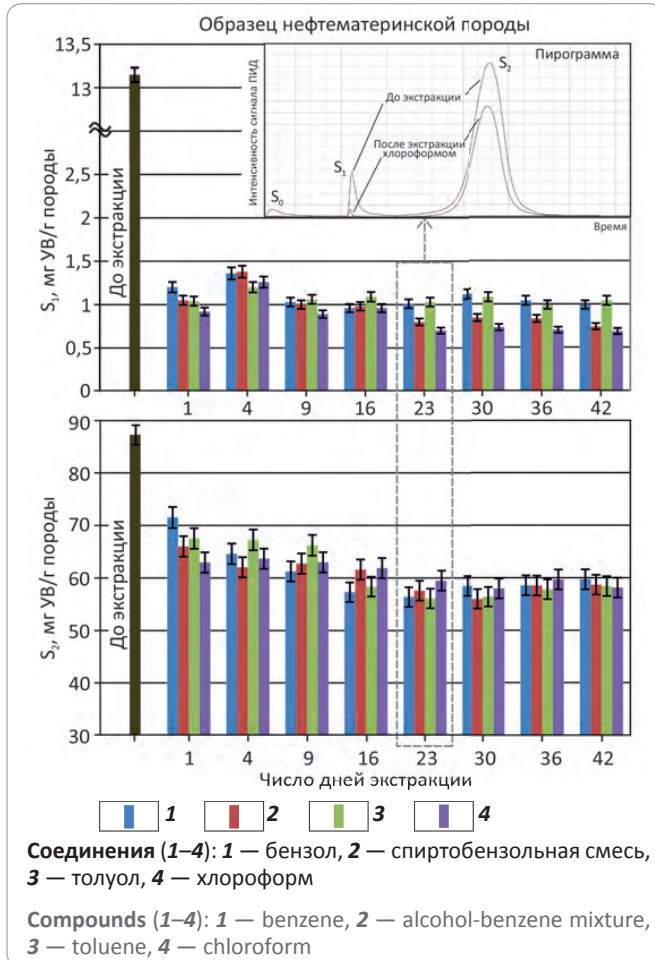 Образец нефтематеринской породы
13,5
13
2,5
2
1,5
1
0,5
0
S₁, мг УВ/г породы
До экстракции
Интенсивность сигнала ПИД
Пирограмма
S₂
До экстракции
После экстракции
хлороформом
S₁
S₀
Время
1 4 9 16 23 30 36 42
90
80
70
60
50
40
30
S₂, мг УВ/г породы
До экстракции
1 4 9 16 23 30 36 42
Число дней экстракции
1 2 3 4
Соединения (1–4): 1 — бензол, 2 — спиртобензольная смесь,
3 — толуол, 4 — хлороформ
Compounds (1–4): 1 — benzene, 2 — alcohol-benzene mixture,
3 — toluene, 4 — chloroform